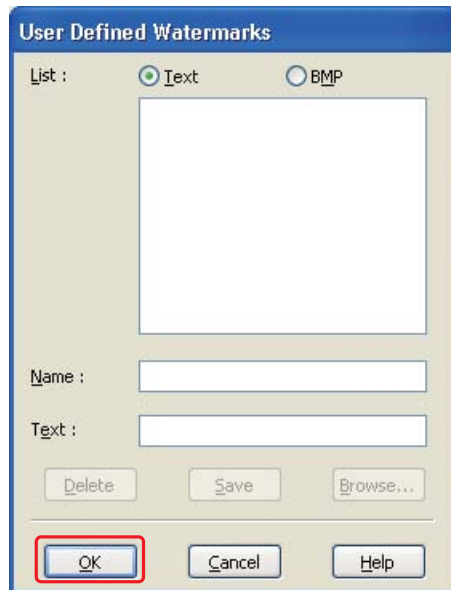 User Defined Watermarks
List : Text BMP
Name :
Text :
Delete Save Browse...
OK Cancel Help